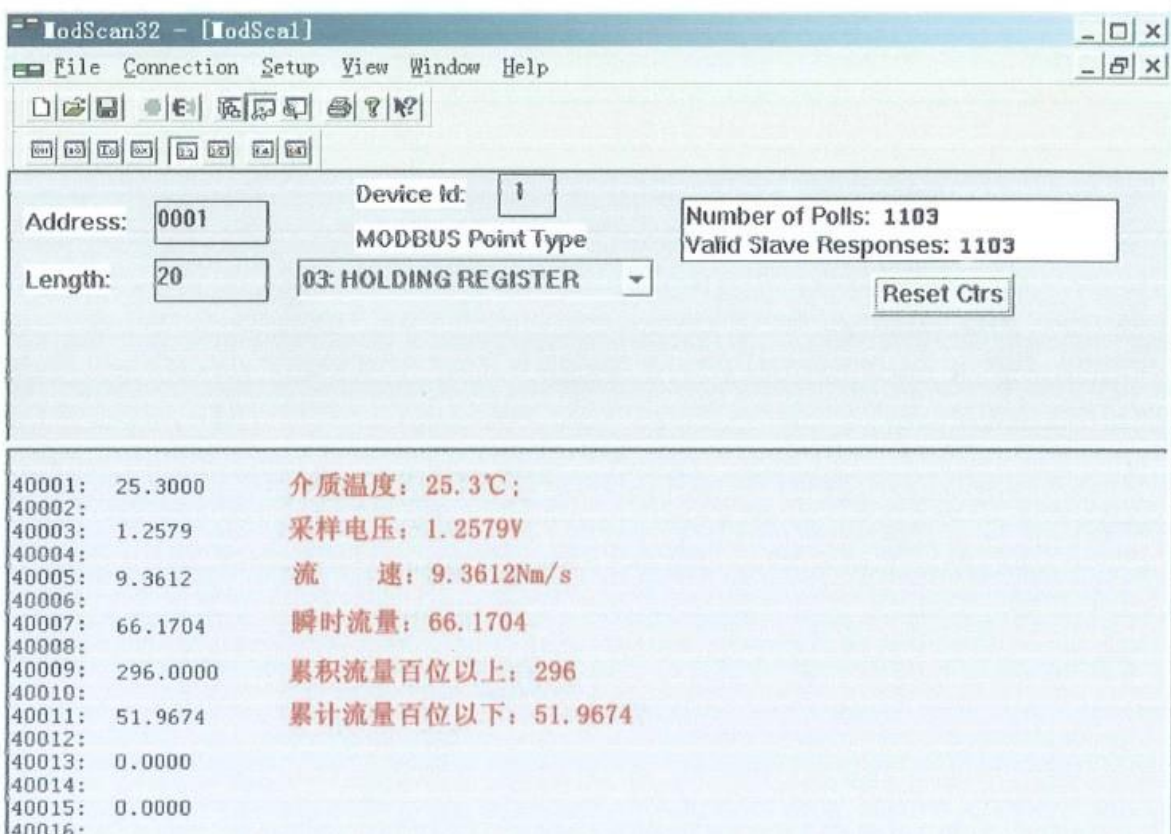 ModScan32 - [ModSca1]
File Connection Setup View Window Help
Device Id: 1
Address: 0001
MODBUS Point Type
Number of Polls: 1103
Valid Slave Responses: 1103
Length: 20
03: HOLDING REGISTER
Reset Ctrs
40001: 25.3000 介质温度：25.3℃；
40002:
40003: 1.2579 采样电压：1.2579V
40004:
40005: 9.3612 流 速：9.3612Nm/s
40006:
40007: 66.1704 瞬时流量：66.1704
40008:
40009: 296.0000 累积流量百位以上：296
40010:
40011: 51.9674 累计流量百位以下：51.9674
40012:
40013: 0.0000
40014:
40015: 0.0000
40016: